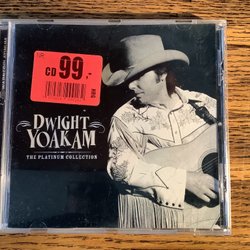 CD 99,-
DWIGHT
YOAKAM
THE PLATINUM COLLECTION